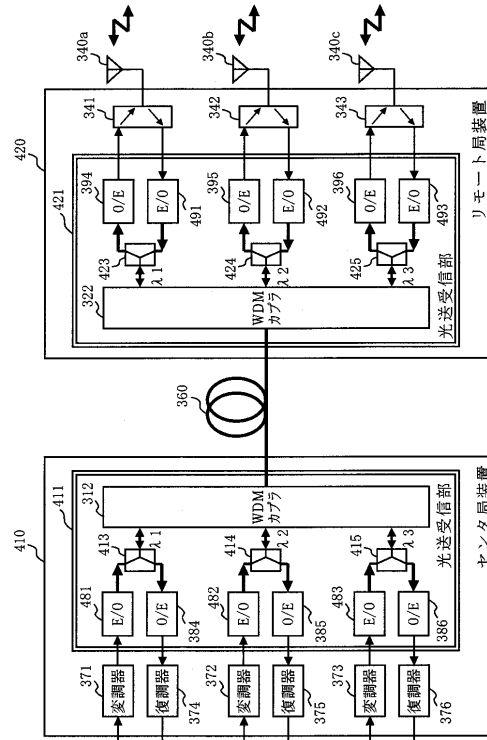 410
411
371
変調器
481
E/O
413
λ1
312
374
復調器
384
O/E
372
変調器
482
E/O
414
λ2
WDM
カプラ
375
復調器
385
O/E
373
変調器
483
E/O
415
λ3
376
復調器
386
O/E
光送受信部
センタ局装置
360
420
421
322
423
λ1
394
O/E
341
340a
491
E/O
WDM
カプラ
424
λ2
395
O/E
342
340b
492
E/O
425
λ3
396
O/E
343
340c
493
E/O
光送受信部
リモート局装置